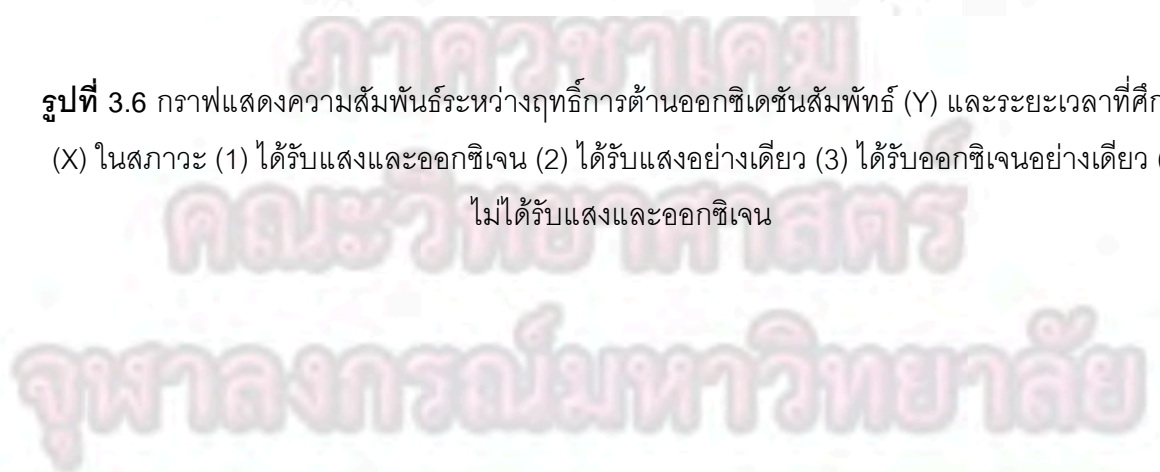 ภาควิชาเคมี
รูปที่ 3.6 กราฟแสดงความสัมพันธ์ระหว่างฤทธิ์การต้านออกซิเดชันสัมพัทธ์ (Y) และระยะเวลาที่
(X) ในสภาวะ (1) ได้รับแสงและออกซิเจน (2) ได้รับแสงอย่างเดียว (3) ได้รับออกซิเจนอย่างเดียว
คณะวิทยาศาสตร์
ไม่ได้รับแสงและออกซิเจน
จุฬาลงกรณ์มหาวิทยาลัย